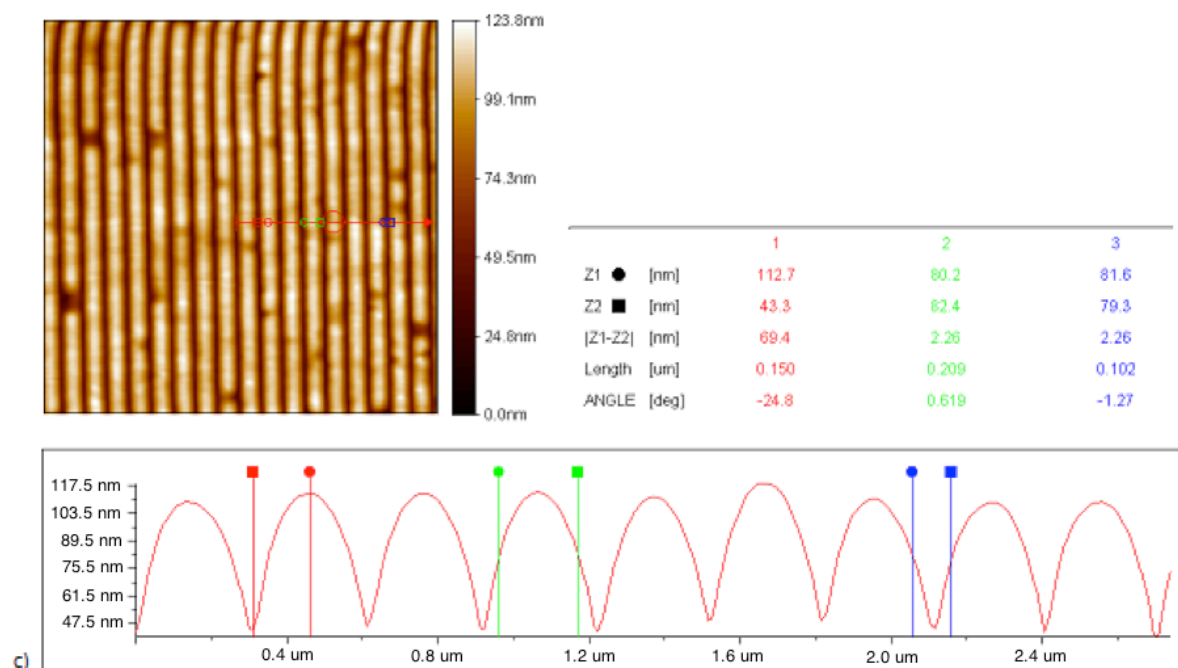 123.8nm
99.1nm
74.3nm
49.5nm
24.8nm
0.0nm
1 2 3
Z1 ● [nm] 112.7 80.2 81.6
Z2 ■ [nm] 43.3 82.4 79.3
|Z1-Z2| [nm] 69.4 2.26 2.26
Length [um] 0.150 0.209 0.102
ANGLE [deg] -24.8 0.619 -1.27
117.5 nm
103.5 nm
89.5 nm
75.5 nm
61.5 nm
47.5 nm
0.4 um 0.8 um 1.2 um 1.6 um 2.0 um 2.4 um
c)